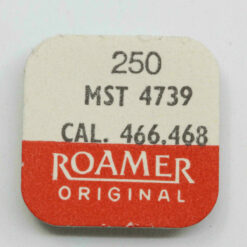 250
MST 4739
CAL. 466.468
ROAMER
ORIGINAL